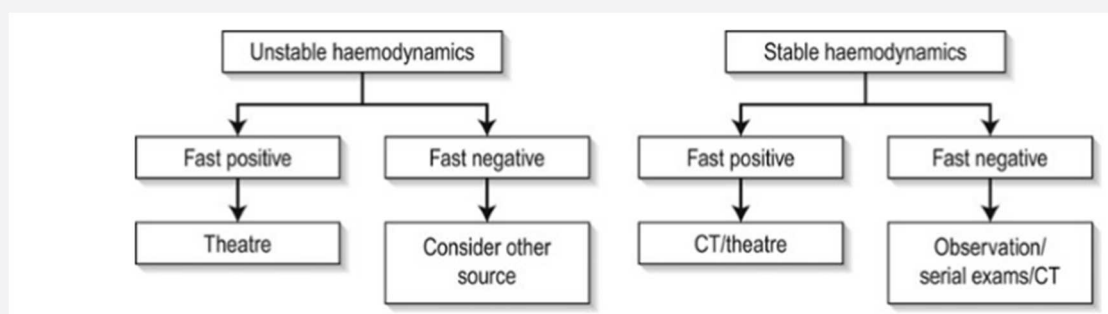 Unstable haemodynamics
Stable haemodynamics
Fast positive
Fast negative
Fast positive
Fast negative
Theatre
Consider other
source
CT/theatre
Observation/
serial exams/CT